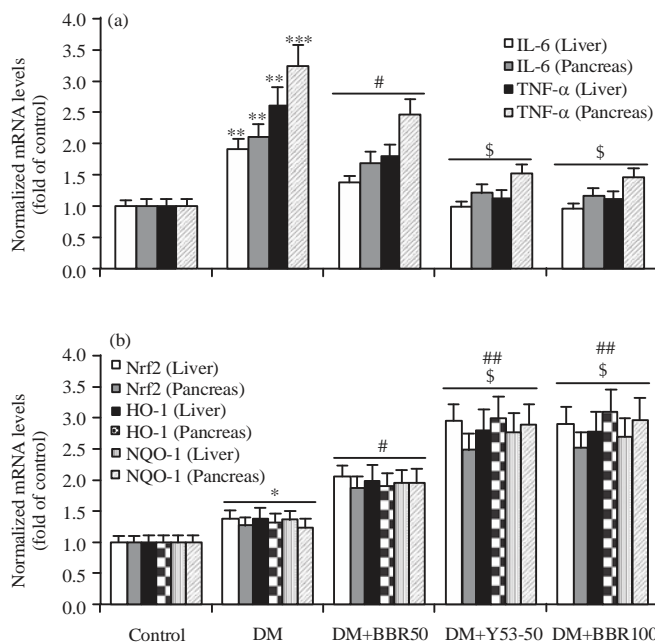 (a)
Normalized mRNA levels
(fold of control)
4.0
3.5
3.0
2.5
2.0
1.5
1.0
0.5
0.0
IL-6 (Liver)
IL-6 (Pancreas)
TNF-α (Liver)
TNF-α (Pancreas)
**
**
**
***
#
$
$
(b)
Normalized mRNA levels
(fold of control)
4.0
3.5
3.0
2.5
2.0
1.5
1.0
0.5
0.0
Nrf2 (Liver)
Nrf2 (Pancreas)
HO-1 (Liver)
HO-1 (Pancreas)
NQO-1 (Liver)
NQO-1 (Pancreas)
*
#
##
$
##
$
Control DM DM+BBR50 DM+Y53-50 DM+BBR100